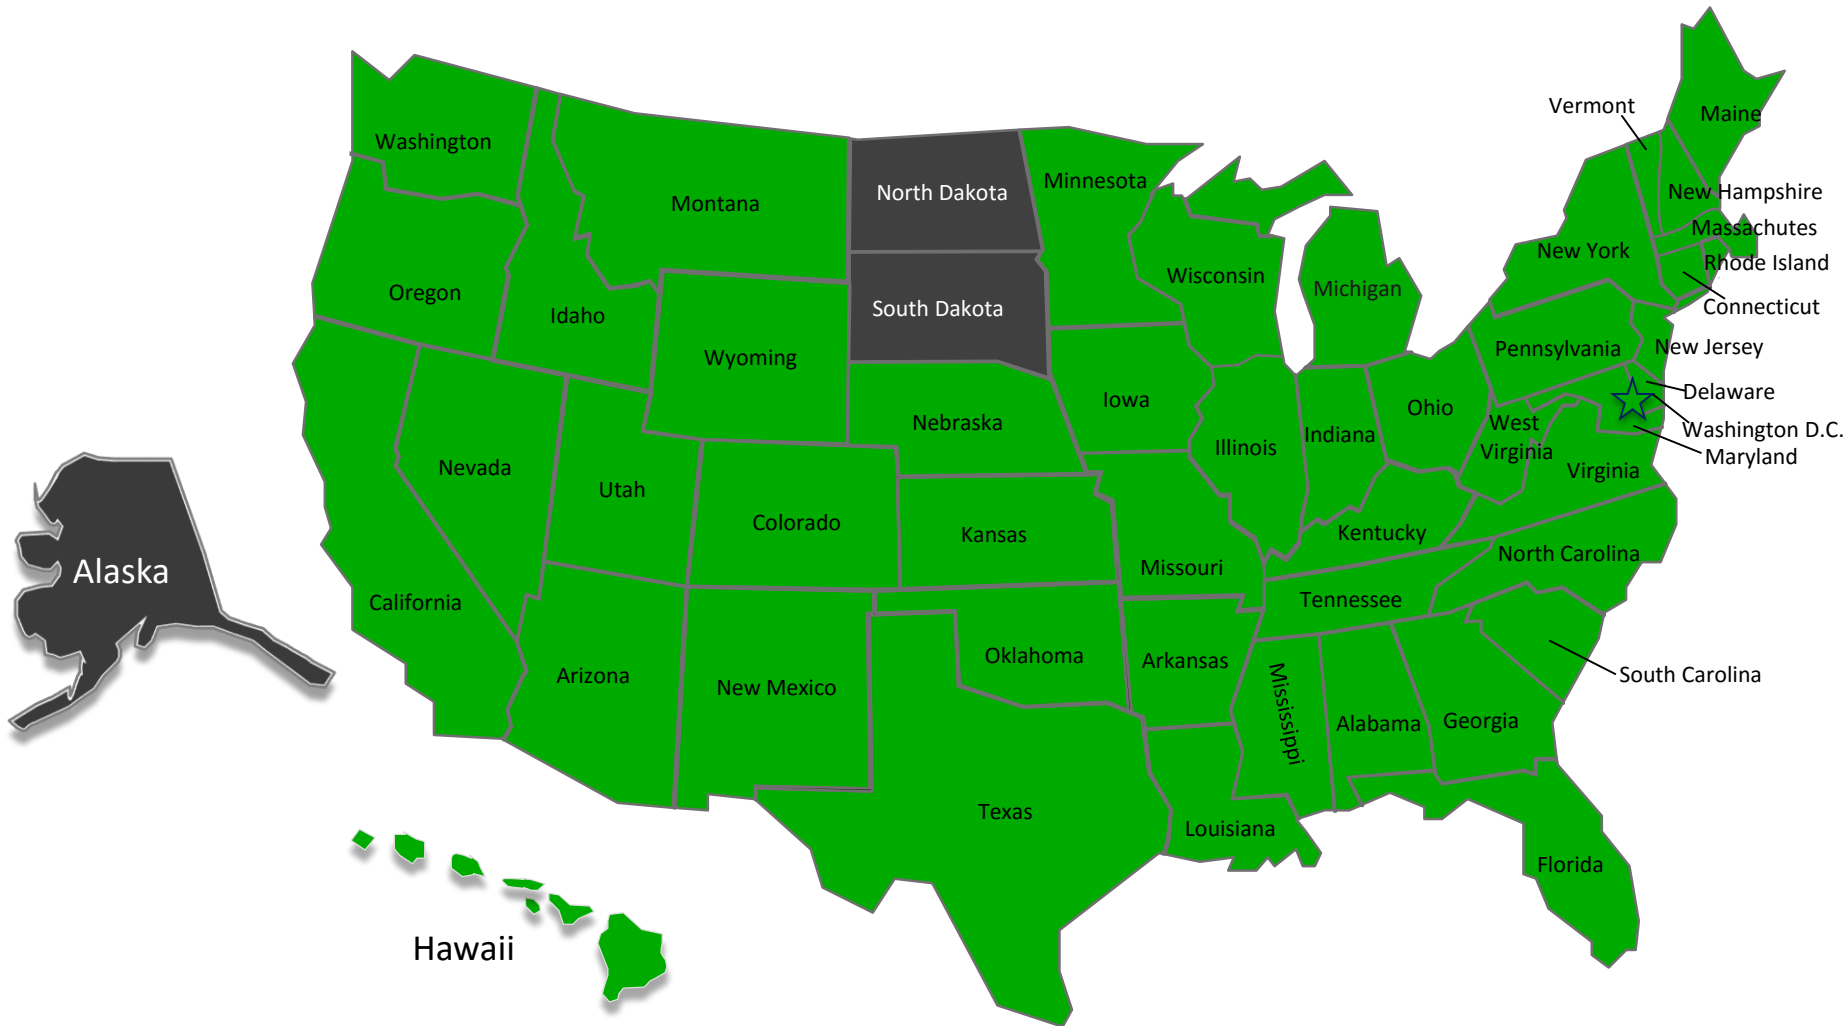 Vermont
Maine
Washington
Montana
North Dakota
Minnesota
New Hampshire
Massachutes
New York
Rhode Island
Wisconsin
Michigan
Oregon
Idaho
South Dakota
Connecticut
Wyoming
Pennsylvania
New Jersey
Delaware
Iowa
Ohio
Nebraska
West
Virginia
Washington D.C.
Indiana
Illinois
Maryland
Virginia
Nevada
Utah
Colorado
Kansas
Kentucky
North Carolina
Missouri
Alaska
California
Tennessee
Oklahoma
Arkansas
Arizona
New Mexico
South Carolina
Mississippi
Alabama
Georgia
Texas
Louisiana
Florida
Hawaii